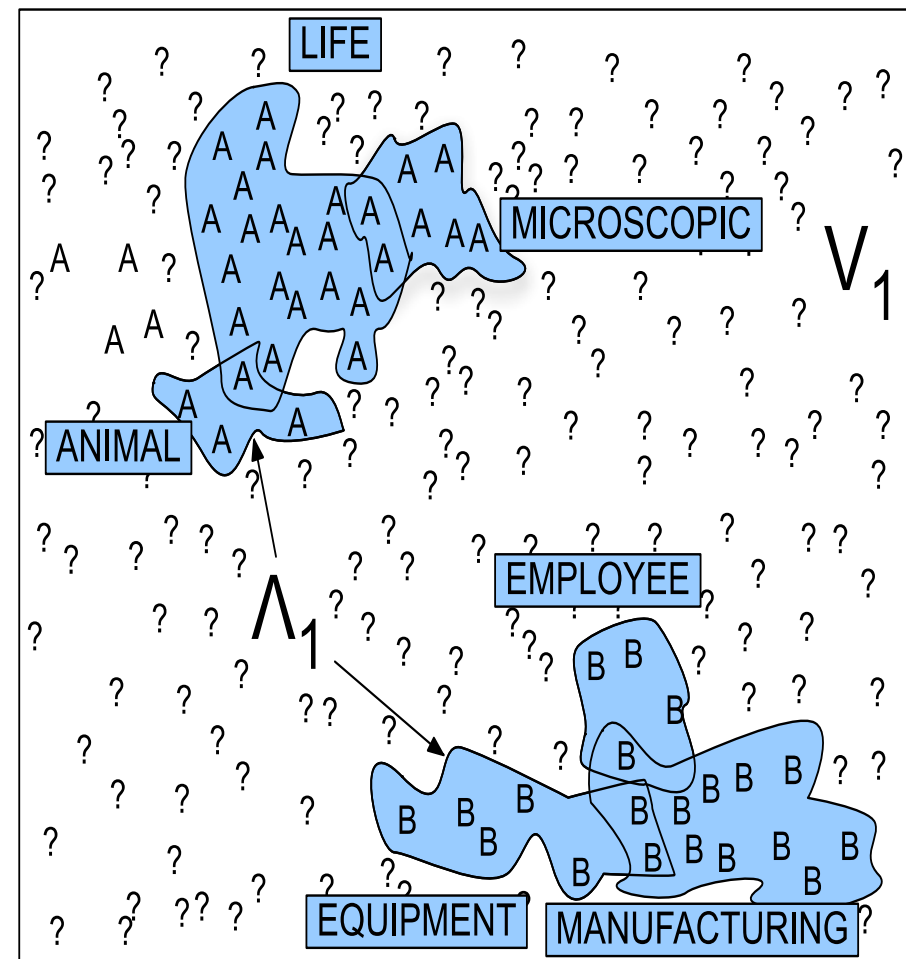 LIFE
MICROSCOPIC
V₁
ANIMAL
EMPLOYEE
Λ₁
EQUIPMENT
MANUFACTURING
A
B
?